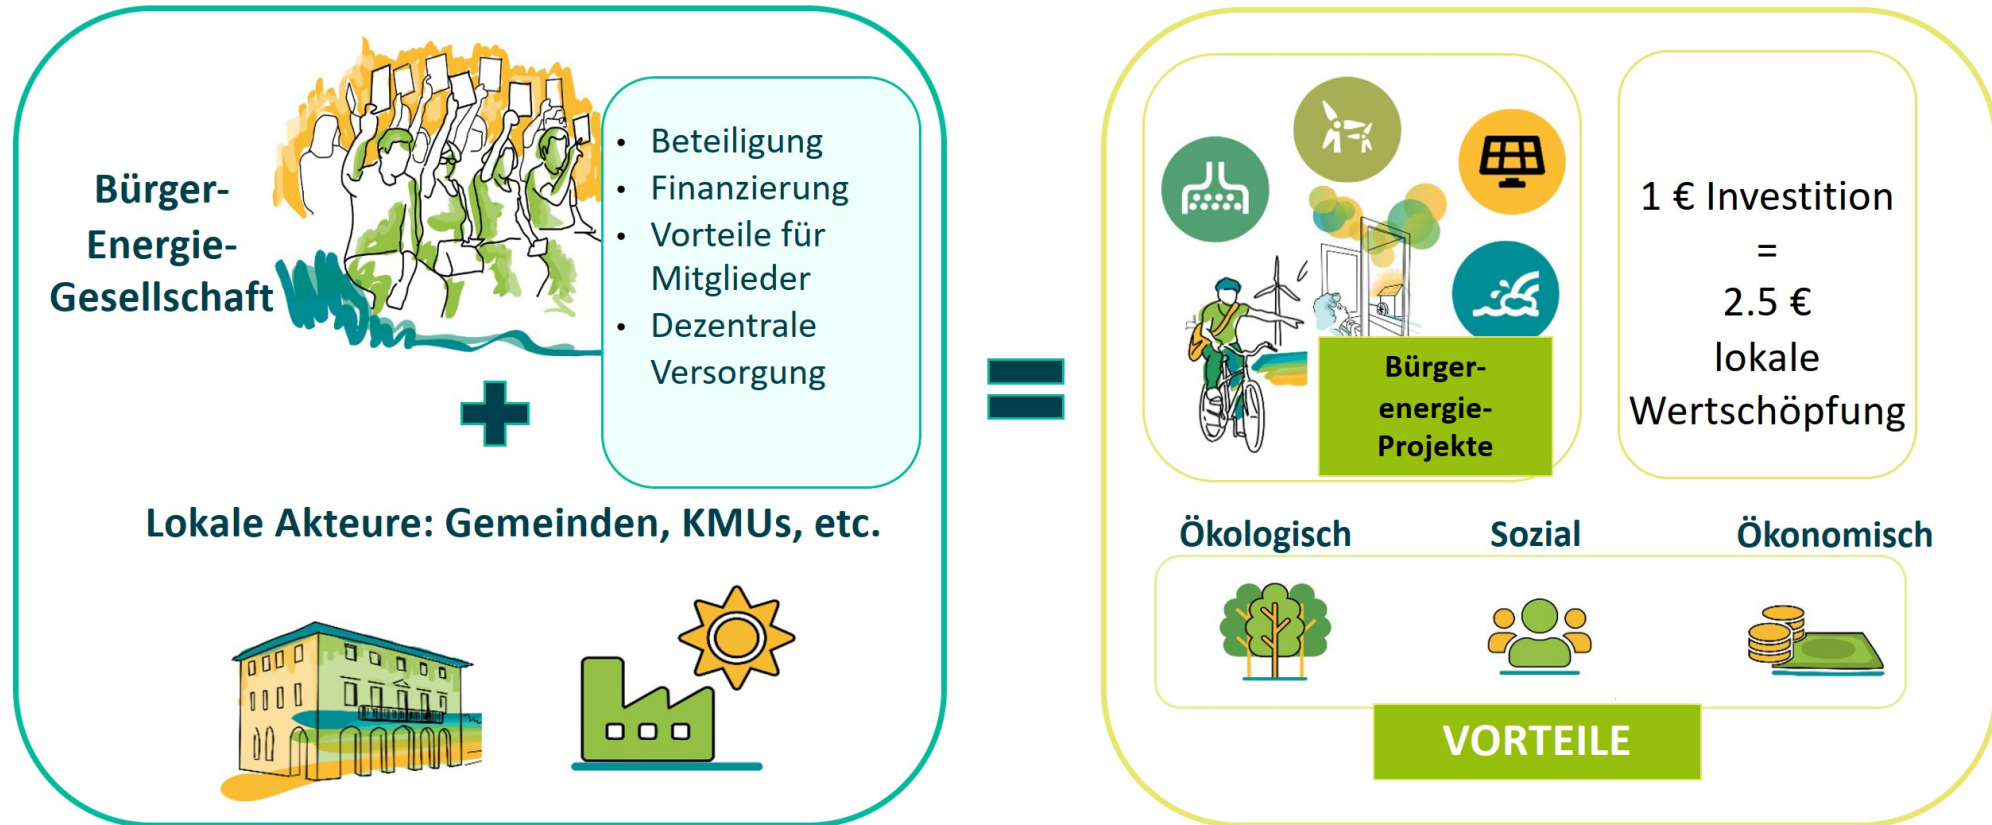 Bürger-
Energie-
Gesellschaft
• Beteiligung
• Finanzierung
• Vorteile für
Mitglieder
• Dezentrale
Versorgung
Lokale Akteure: Gemeinden, KMUs, etc.
Bürger-
energie-
Projekte
1 € Investition
=
2.5 €
lokale
Wertschöpfung
Ökologisch
Sozial
Ökonomisch
VORTEILE